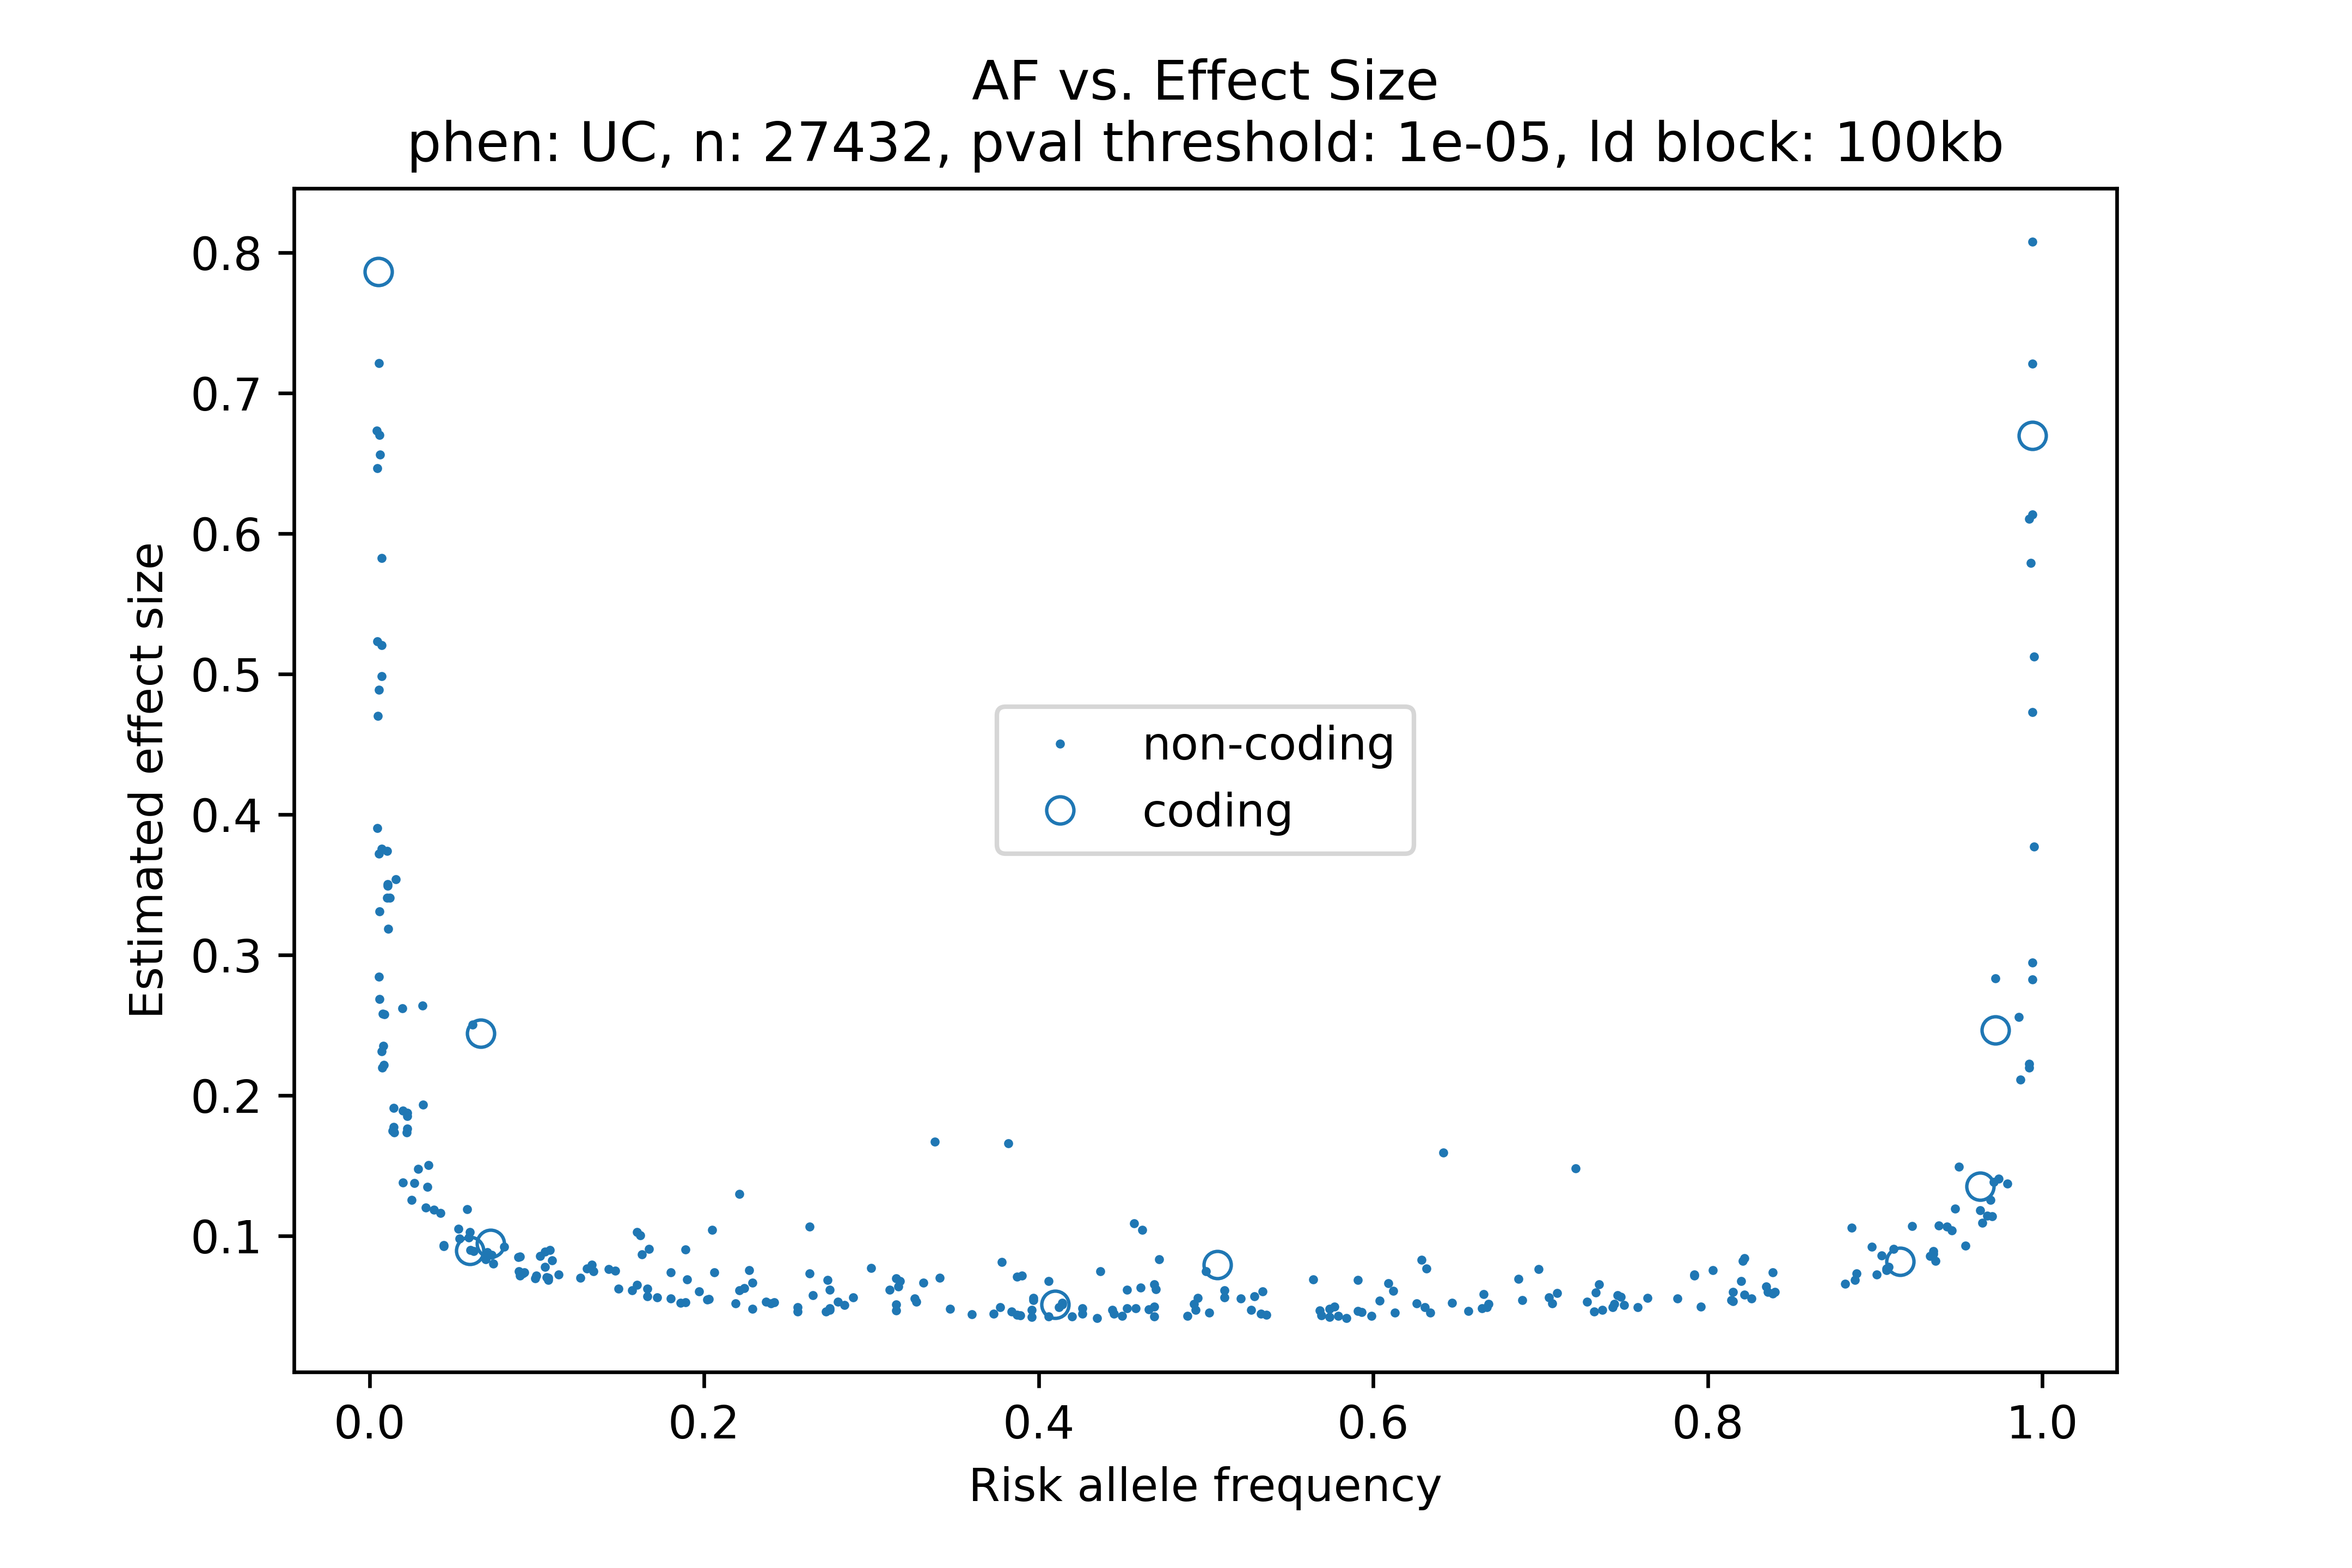 AF vs. Effect Size
phen: UC, n: 27432, pval threshold: 1e-05, ld block: 100kb
Estimated effect size
0.8
0.7
0.6
0.5
0.4
0.3
0.2
0.1
non-coding
coding
0.0 0.2 0.4 0.6 0.8 1.0
Risk allele frequency